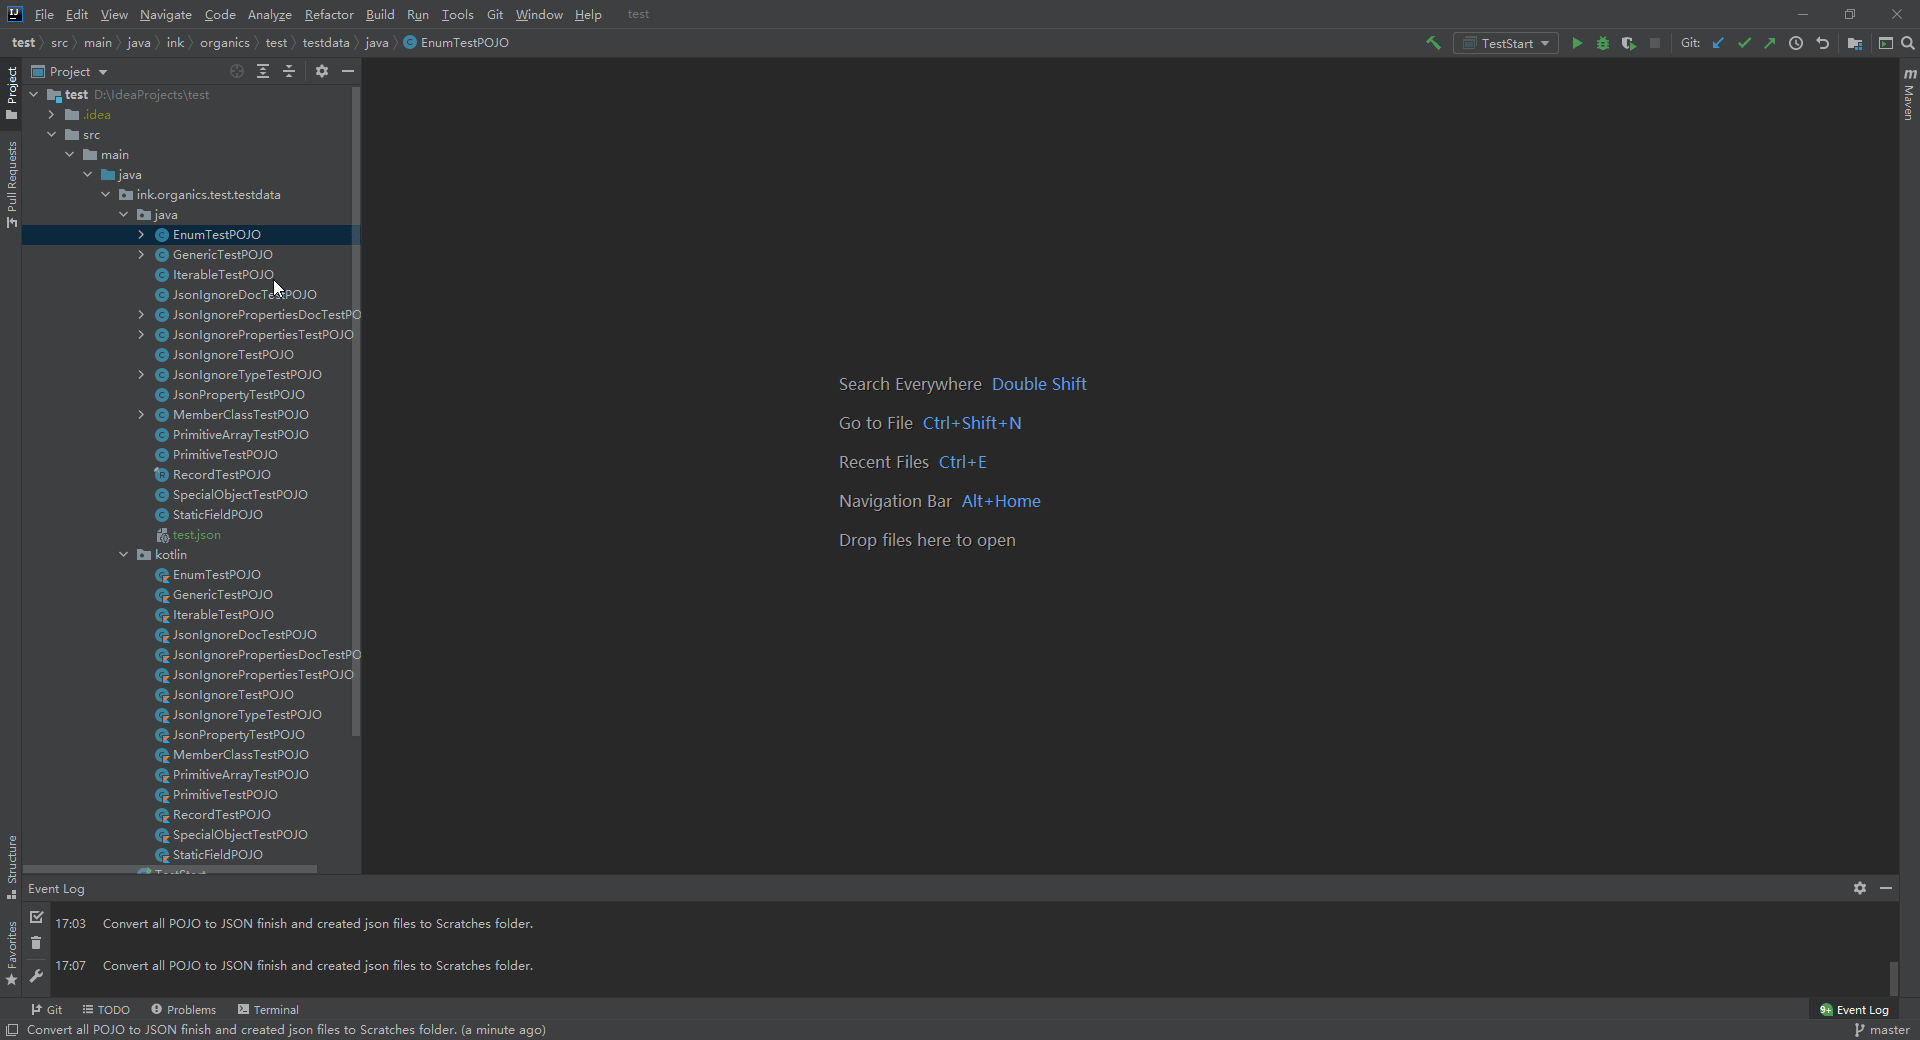 File Edit View Navigate Code Analyze Refactor Build Run Tools Git Window Help test
test src main java ink organics test testdata java EnumTestPOJO TestStart Git:
Project
test D:\IdeaProjects\test
.idea
src
main
java
ink.organics.test.testdata
java
EnumTestPOJO
GenericTestPOJO
IterableTestPOJO
JsonIgnoreDocTestPOJO
JsonIgnorePropertiesDocTestPO
JsonIgnorePropertiesTestPOJO
JsonIgnoreTestPOJO
JsonIgnoreTypeTestPOJO
JsonPropertyTestPOJO
MemberClassTestPOJO
PrimitiveArrayTestPOJO
PrimitiveTestPOJO
RecordTestPOJO
SpecialObjectTestPOJO
StaticFieldPOJO
test.json
kotlin
EnumTestPOJO
GenericTestPOJO
IterableTestPOJO
JsonIgnoreDocTestPOJO
JsonIgnorePropertiesDocTestPO
JsonIgnorePropertiesTestPOJO
JsonIgnoreTestPOJO
JsonIgnoreTypeTestPOJO
JsonPropertyTestPOJO
MemberClassTestPOJO
PrimitiveArrayTestPOJO
PrimitiveTestPOJO
RecordTestPOJO
SpecialObjectTestPOJO
StaticFieldPOJO
TestStart
Project
Pull Requests
Structure
Favorites
Search Everywhere Double Shift
Go to File Ctrl+Shift+N
Recent Files Ctrl+E
Navigation Bar Alt+Home
Drop files here to open
m Maven
Event Log
17:03 Convert all POJO to JSON finish and created json files to Scratches folder.
17:07 Convert all POJO to JSON finish and created json files to Scratches folder.
Git TODO Problems Terminal 9+ Event Log
Convert all POJO to JSON finish and created json files to Scratches folder. (a minute ago) master